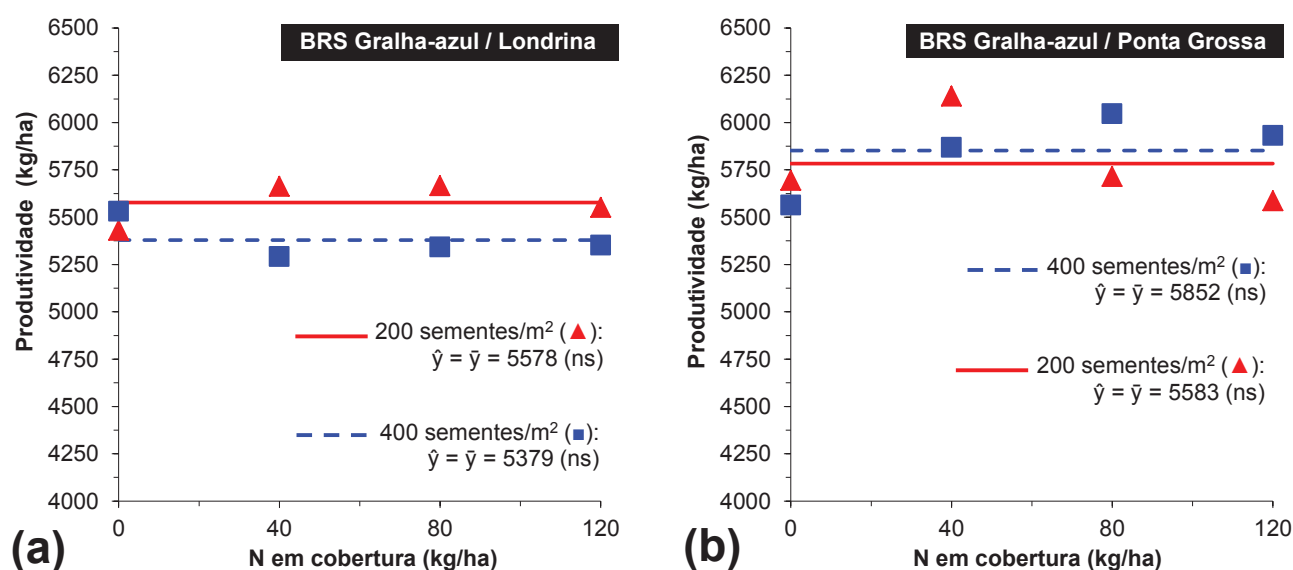 BRS Gralha-azul / Londrina
Produtividade (kg/ha)
6500
6250
6000
5750
5500
5250
5000
4750
4500
4250
4000
200 sementes/m² (▲):
ŷ = ȳ = 5578 (ns)
400 sementes/m² (■):
ŷ = ȳ = 5379 (ns)
0 40 80 120
N em cobertura (kg/ha)
(a)
BRS Gralha-azul / Ponta Grossa
Produtividade (kg/ha)
6500
6250
6000
5750
5500
5250
5000
4750
4500
4250
4000
400 sementes/m² (■):
ŷ = ȳ = 5852 (ns)
200 sementes/m² (▲):
ŷ = ȳ = 5583 (ns)
0 40 80 120
N em cobertura (kg/ha)
(b)